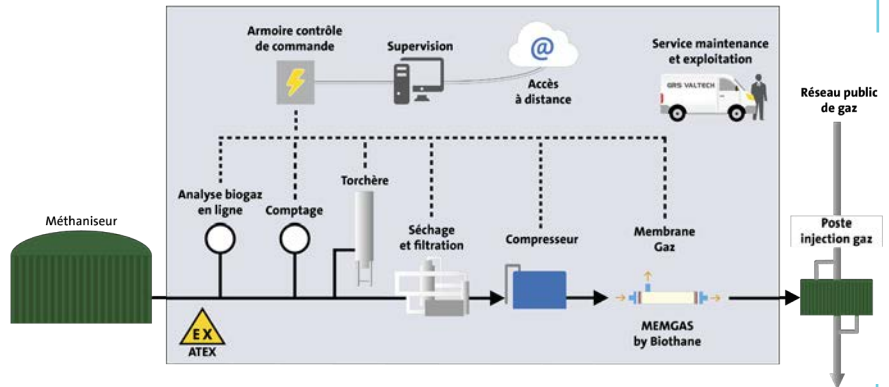 Armoire contrôle
de commande
Supervision
@
Accès
à distance
Service maintenance
et exploitation
GRS VALTECH
Réseau public
de gaz
Méthaniseur
Analyse biogaz
en ligne
Comptage
Torchère
Séchage
et filtration
Compresseur
Membrane
Gaz
Poste
injection gaz
EX
ATEX
MEMGAS
by Biothane